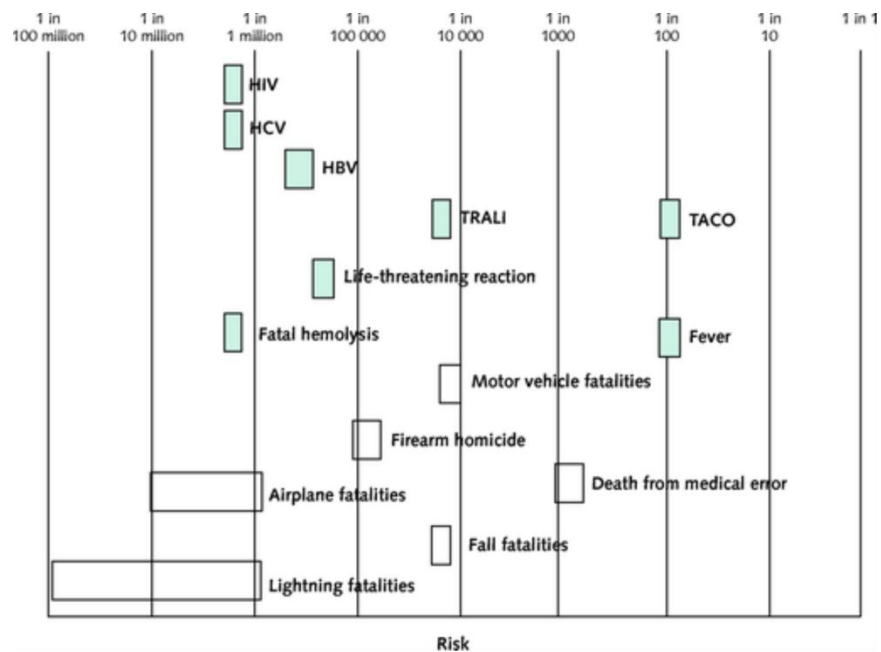 1 in 100 million
1 in 10 million
1 in 1 million
1 in 100 000
1 in 10 000
1 in 1000
1 in 100
1 in 10
1 in 1
HIV
HCV
HBV
TRALI
TACO
Life-threatening reaction
Fatal hemolysis
Fever
Motor vehicle fatalities
Firearm homicide
Death from medical error
Airplane fatalities
Fall fatalities
Lightning fatalities
Risk